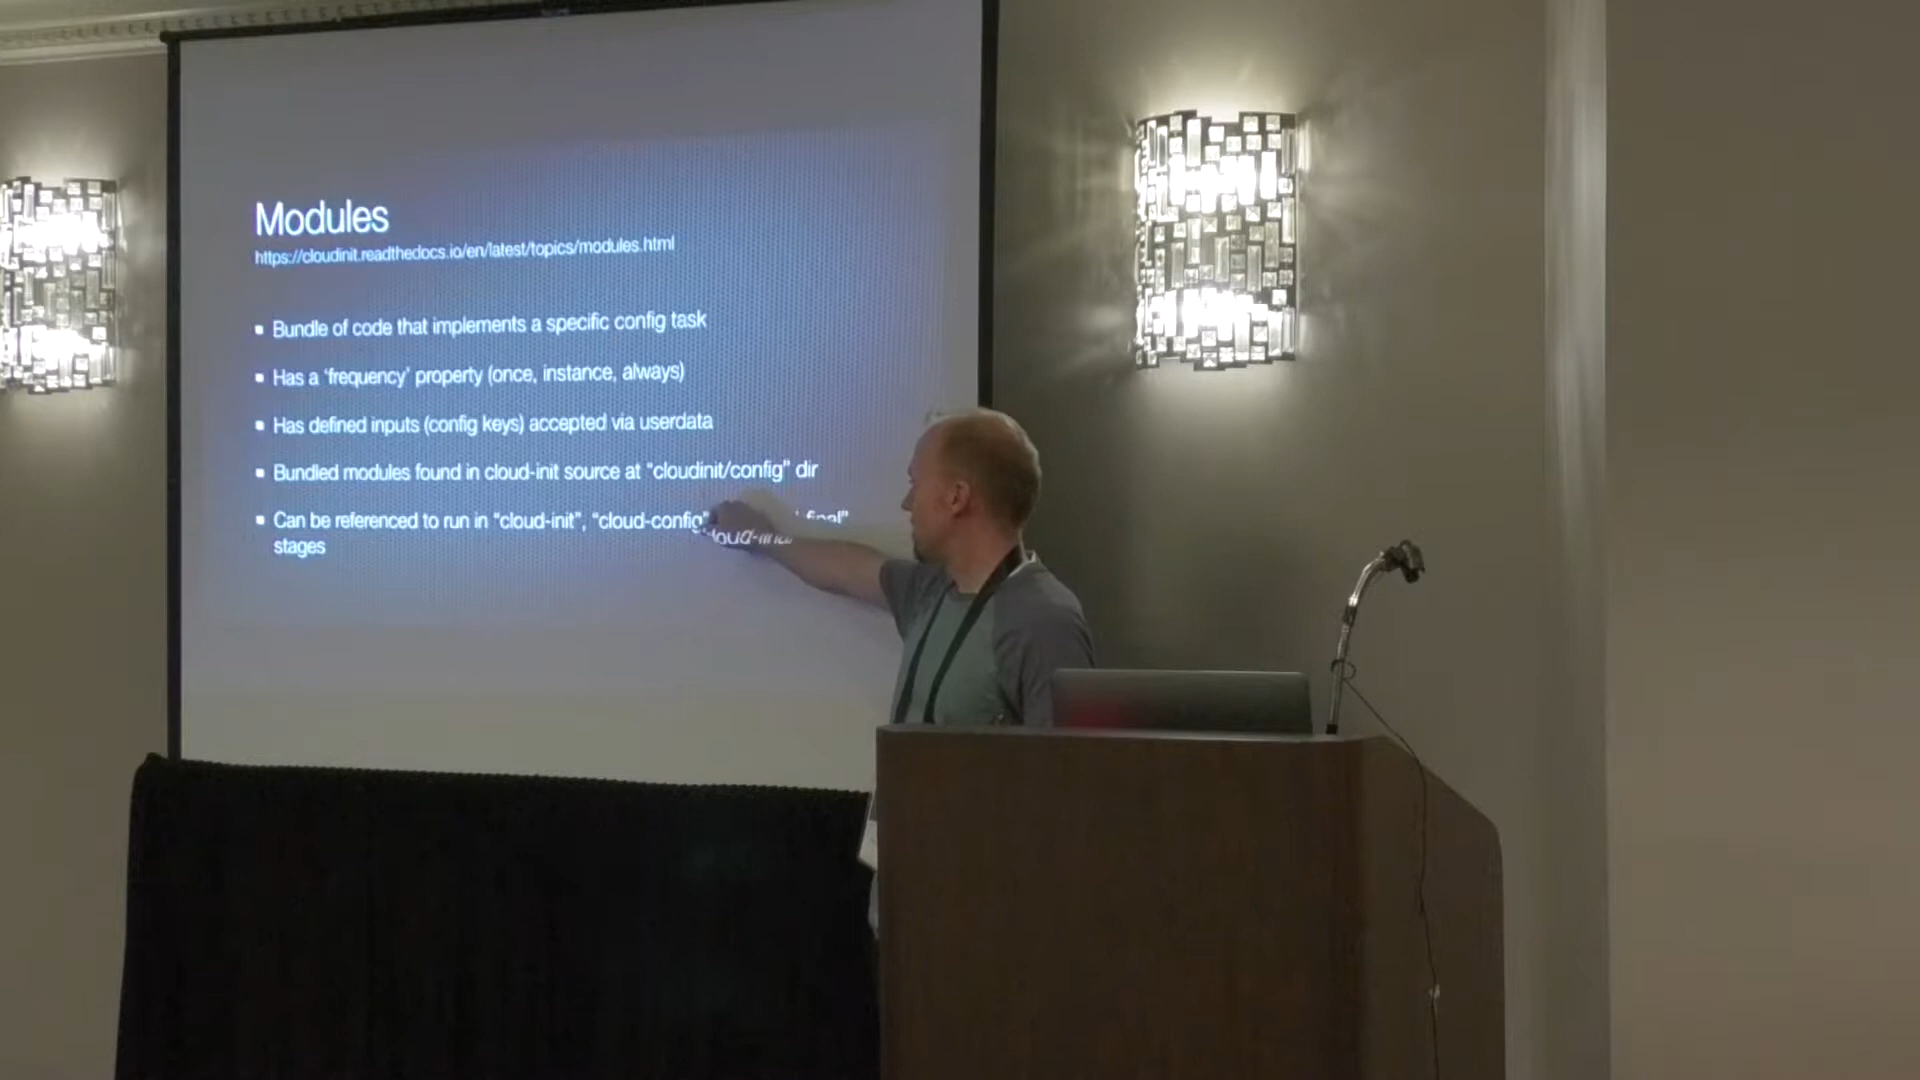 Modules
https://cloudinit.readthedocs.io/en/latest/topics/modules.html
▪ Bundle of code that implements a specific config task
▪ Has a ‘frequency’ property (once, instance, always)
▪ Has defined inputs (config keys) accepted via userdata
▪ Bundled modules found in cloud-init source at “cloudinit/config” dir
▪ Can be referenced to run in “cloud-init”, “cloud-config” final”
stages